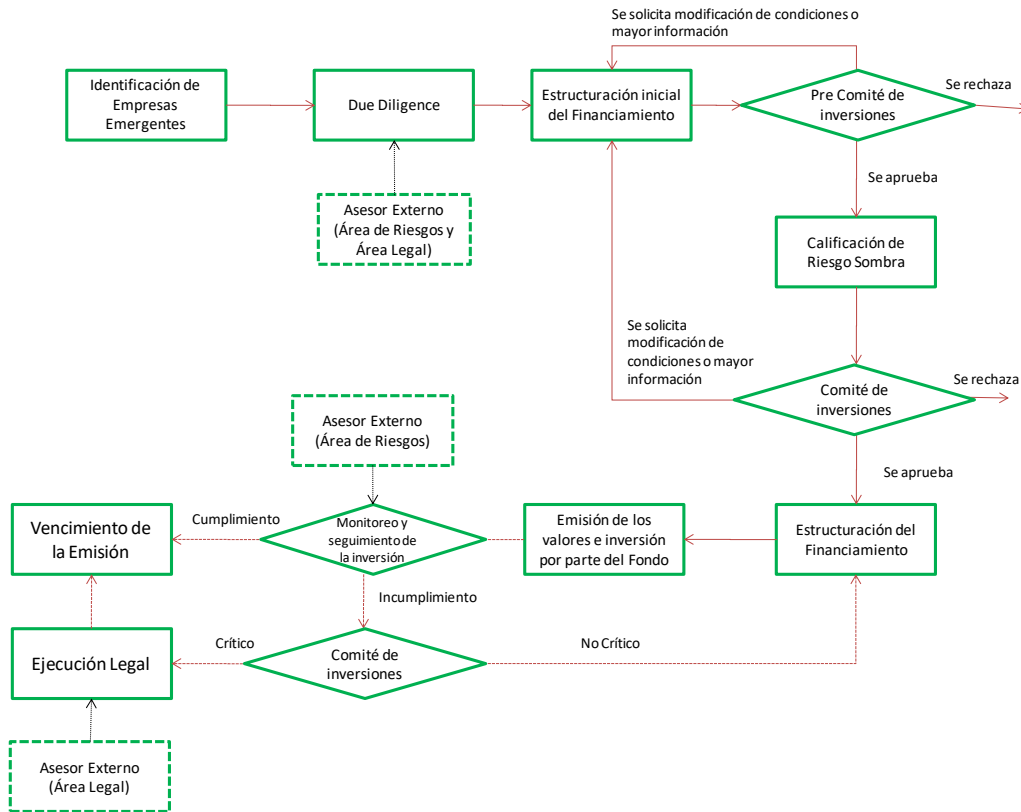 Se solicita modificación de condiciones o
mayor información
Identificación de
Empresas
Emergentes
Due Diligence
Estructuración inicial
del Financiamiento
Pre Comité de
inversiones
Se rechaza
Se aprueba
Asesor Externo
(Área de Riesgos y
Área Legal)
Calificación de
Riesgo Sombra
Se solicita
modificación de
condiciones o mayor
información
Comité de
inversiones
Se rechaza
Asesor Externo
(Área de Riesgos)
Se aprueba
Vencimiento de
la Emisión
Cumplimiento
Monitoreo y
seguimiento de
la inversión
Emisión de los
valores e inversión
por parte del Fondo
Estructuración del
Financiamiento
Incumplimiento
Ejecución Legal
Crítico
Comité de
inversiones
No Crítico
Asesor Externo
(Área Legal)